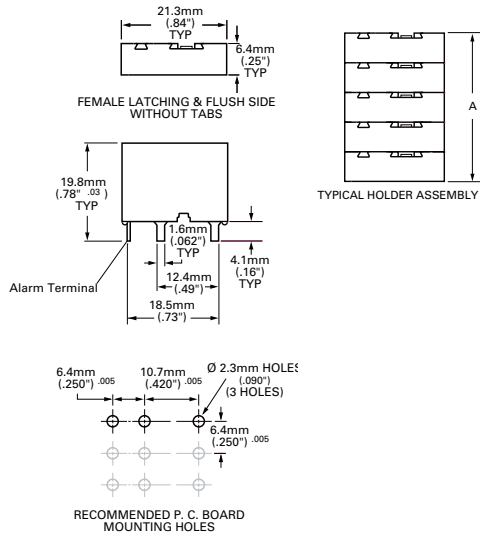 21.3mm
(.84")
TYP
6.4mm
(.25")
TYP
FEMALE LATCHING & FLUSH SIDE
WITHOUT TABS
A
TYPICAL HOLDER ASSEMBLY
19.8mm
(.78" .03 )
TYP
1.6mm
(.062")
TYP
4.1mm
(.16")
TYP
12.4mm
(.49")
Alarm Terminal
18.5mm
(.73")
6.4mm
(.250") .005
10.7mm
(.420") .005
Ø 2.3mm HOLES
(.090")
(3 HOLES)
6.4mm
(.250") .005
RECOMMENDED P. C. BOARD
MOUNTING HOLES